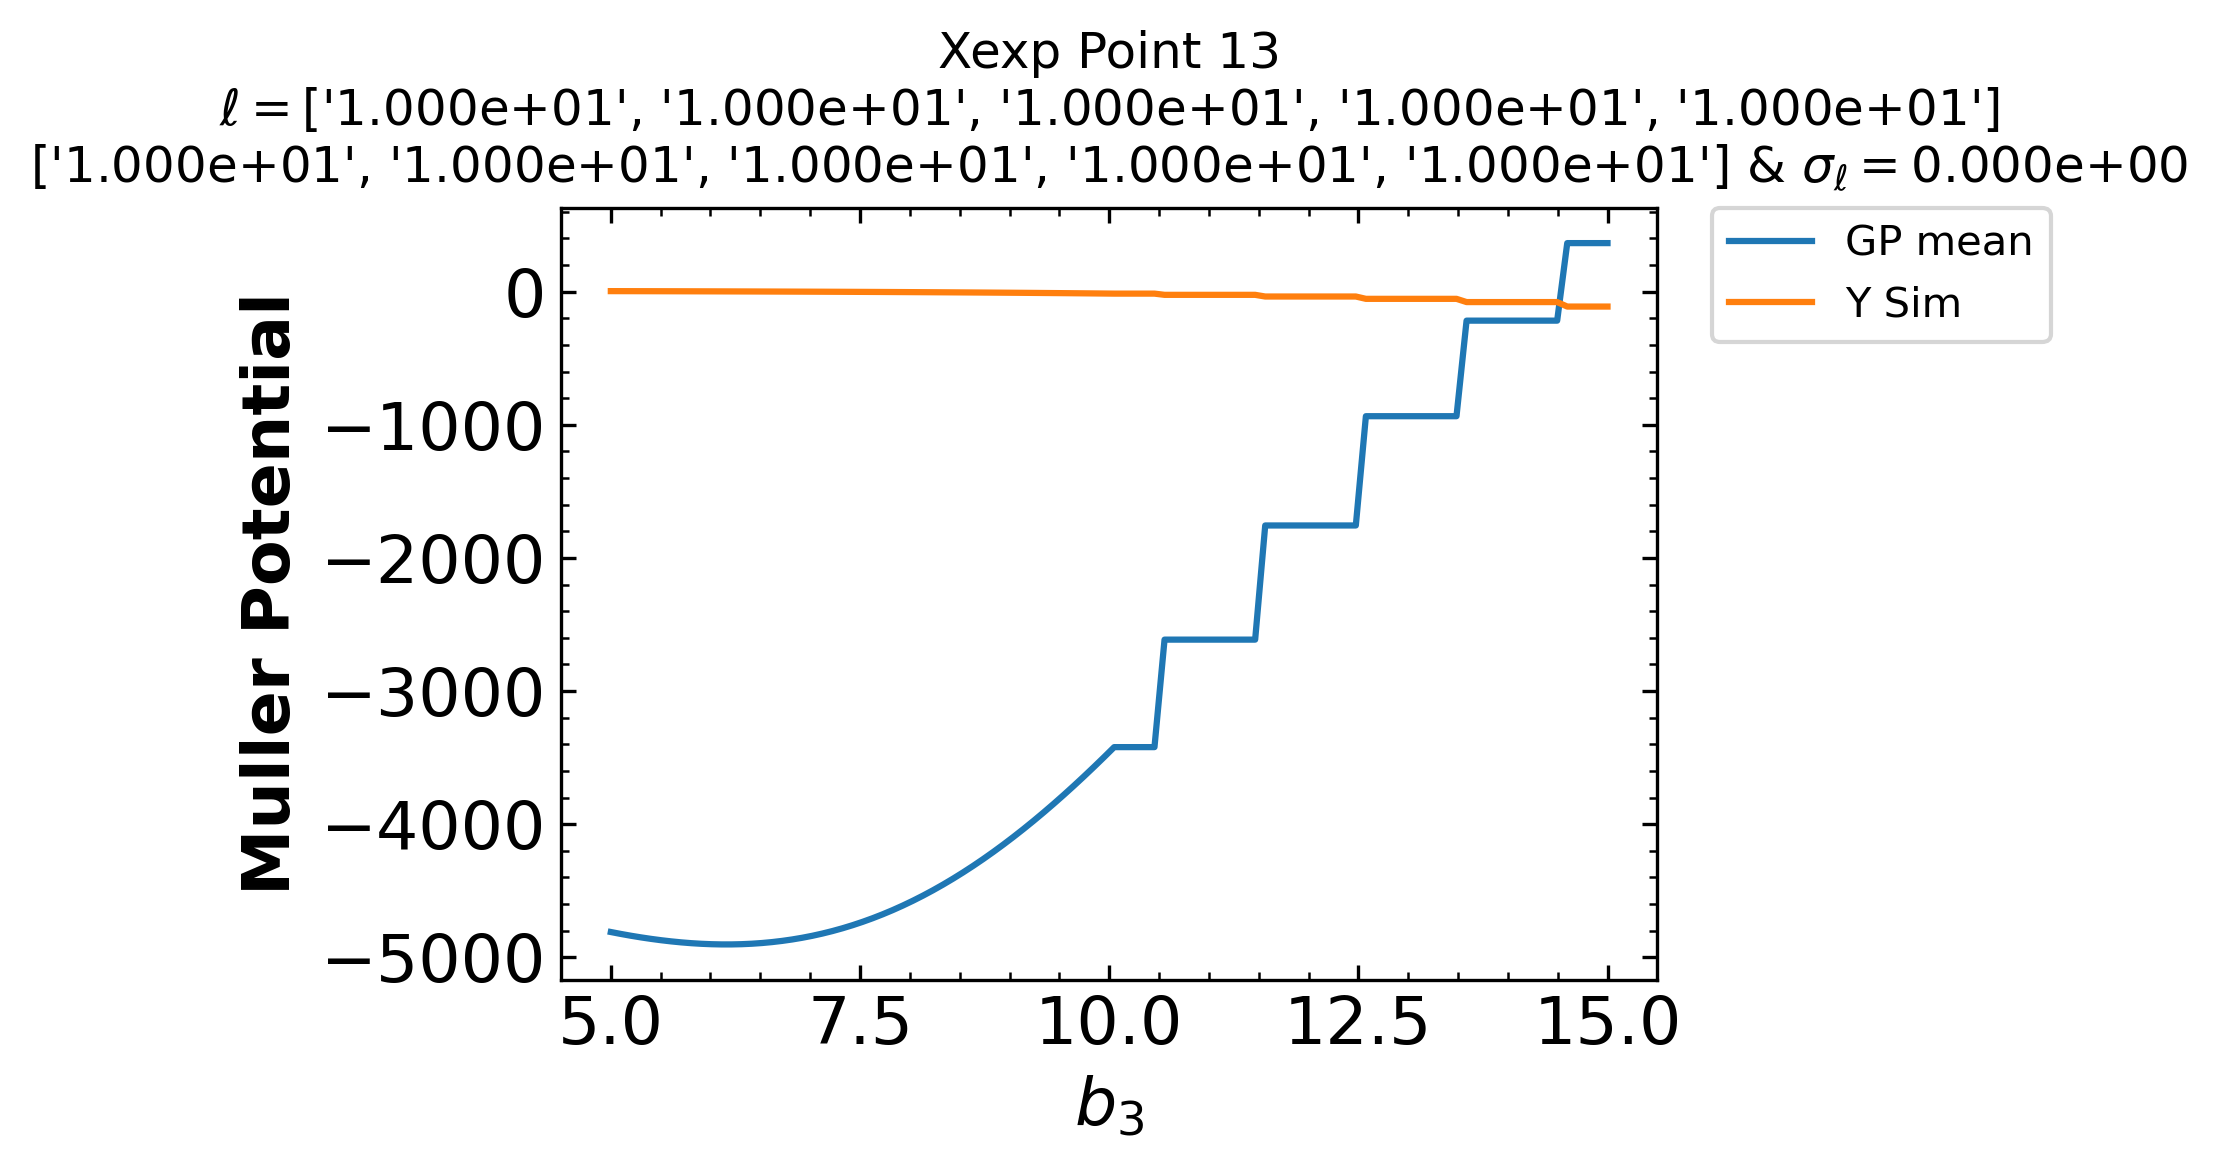 Xexp Point 13
ℓ = ['1.000e+01', '1.000e+01', '1.000e+01', '1.000e+01', '1.000e+01']
['1.000e+01', '1.000e+01', '1.000e+01', '1.000e+01', '1.000e+01'] & σℓ = 0.000e+00
GP mean
Y Sim
Muller Potential
0
−1000
−2000
−3000
−4000
−5000
5.0 7.5 10.0 12.5 15.0
b₃